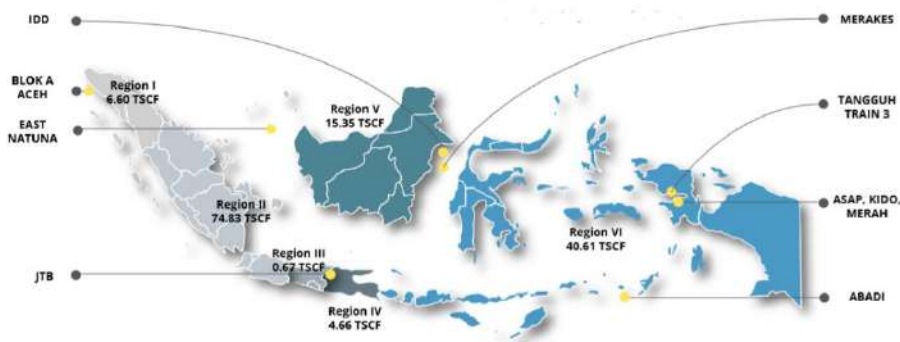 IDD
MERAKES
BLOK A
ACEH
Region I
6.60 TSCF
Region V
15.35 TSCF
TANGGUH
TRAIN 3
EAST
NATUNA
Region II
74.83 TSCF
ASAP, KIDO,
MERAH
Region VI
40.61 TSCF
Region III
0.67 TSCF
JTB
ABADI
Region IV
4.66 TSCF